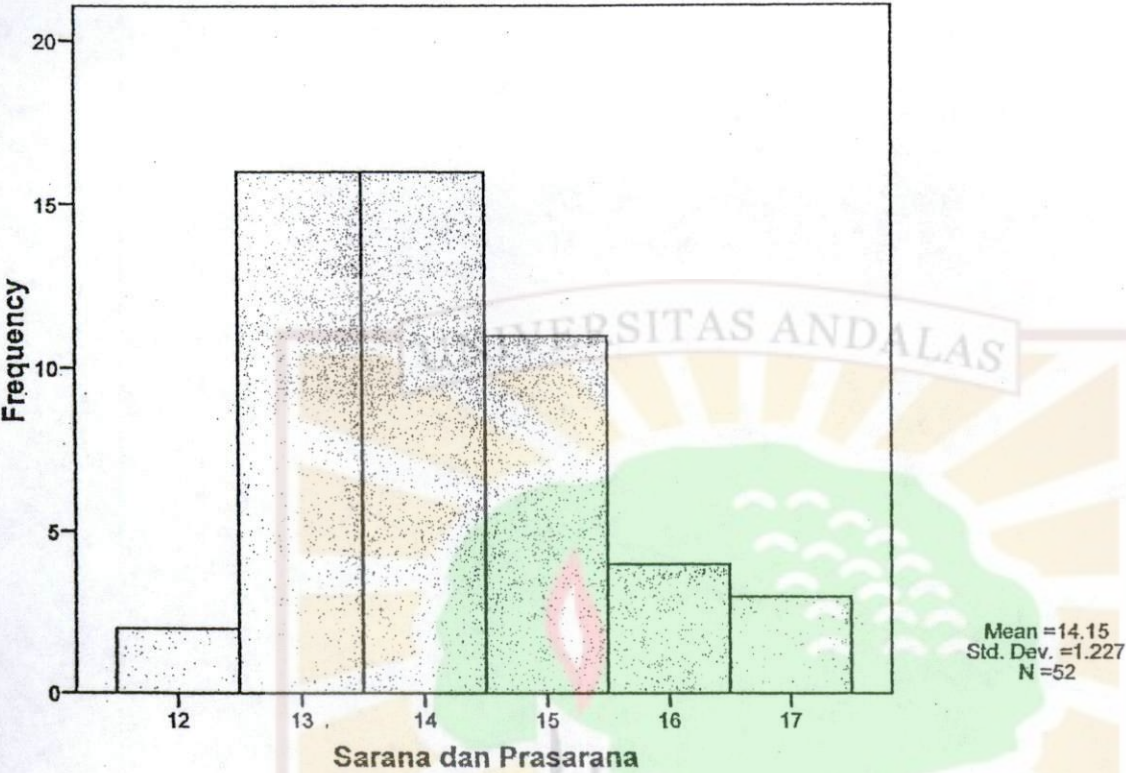 20
15
10
5
0
Frequency
12
13
14
15
16
17
Sarana dan Prasarana
Mean =14.15
Std. Dev. =1.227
N =52
UNIVERSITAS ANDALAS